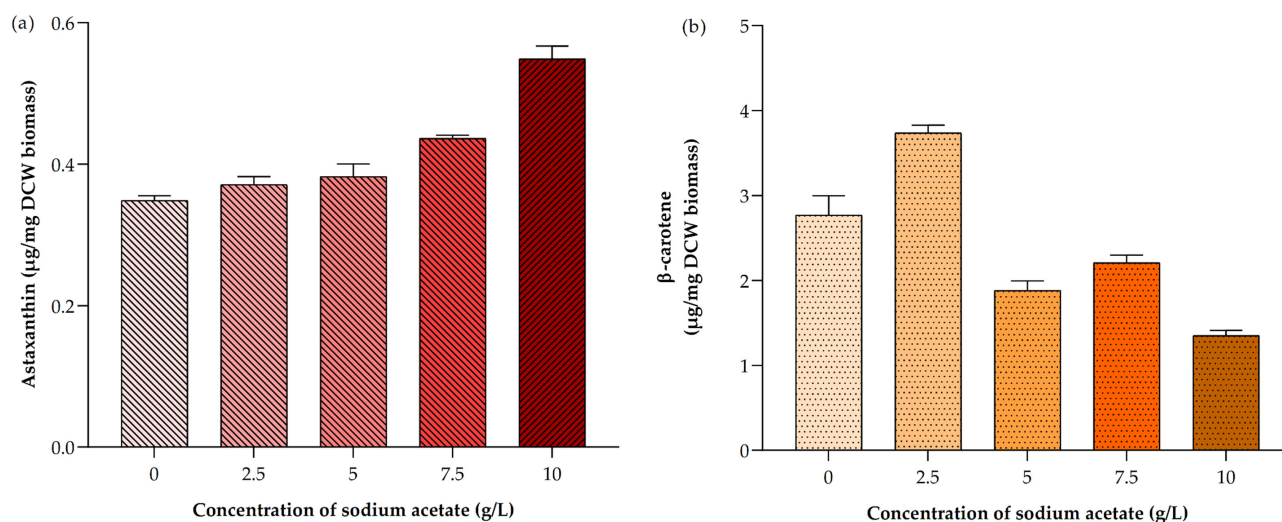 (a)
Astaxanthin (µg/mg DCW biomass)
0.6
0.4
0.2
0.0
0 2.5 5 7.5 10
Concentration of sodium acetate (g/L)
(b)
β-carotene
(µg/mg DCW biomass)
5
4
3
2
1
0
0 2.5 5 7.5 10
Concentration of sodium acetate (g/L)